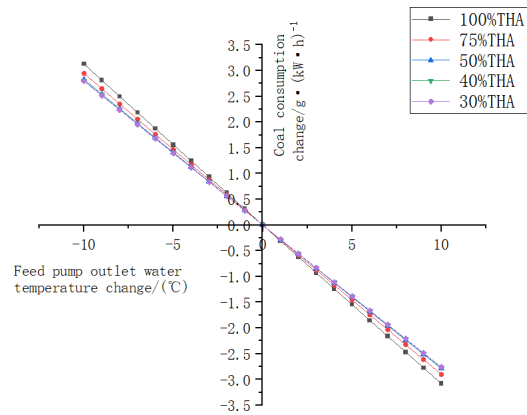 100%THA
75%THA
50%THA
40%THA
30%THA
Coal consumption
change/g·(kW·h)⁻¹
3.5
3.0
2.5
2.0
1.5
1.0
0.5
0.0
-0.5
-1.0
-1.5
-2.0
-2.5
-3.0
-3.5
-10
-5
0
5
10
Feed pump outlet water
temperature change/(℃)